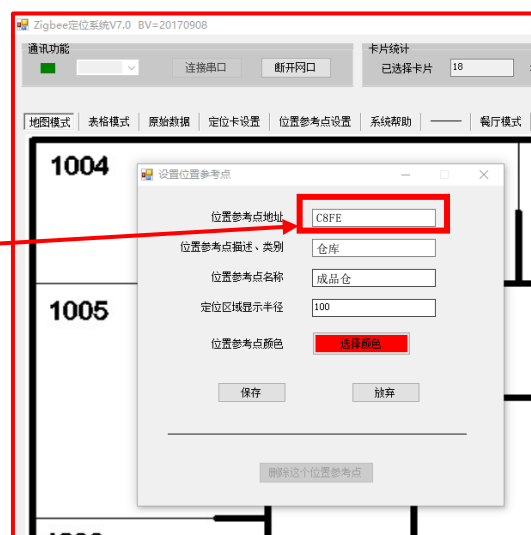 Zigbee定位系统V7.0 BV=20170908
通讯功能
卡片统计
连接串口
断开网口
已选择卡片
18
地图模式
表格模式
原始数据
定位卡设置
位置参考点设置
系统帮助
餐厅模式
1004
设置位置参考点
位置参考点地址
C8FE
位置参考点描述、类别
仓库
位置参考点名称
成品仓
1005
定位区域显示半径
100
位置参考点颜色
选择颜色
保存
放弃
删除这个位置参考点